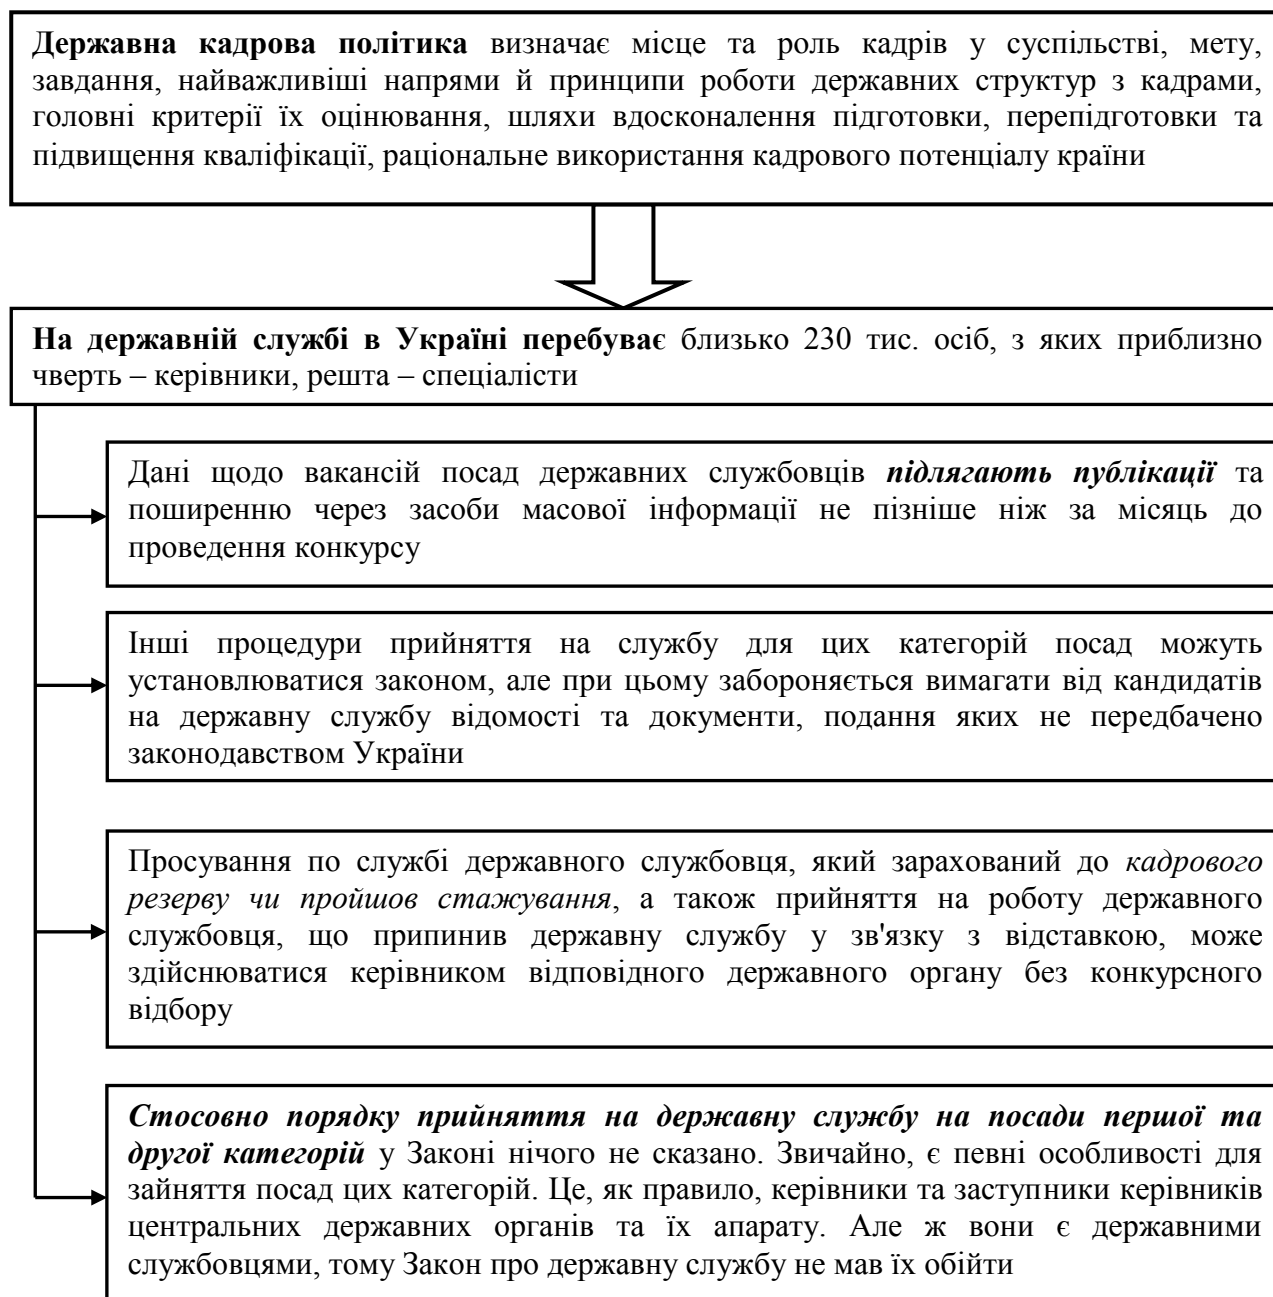 Державна кадрова політика визначає місце та роль кадрів у суспільстві, мету,
завдання, найважливіші напрями й принципи роботи державних структур з кадрами,
головні критерії їх оцінювання, шляхи вдосконалення підготовки, перепідготовки та
підвищення кваліфікації, раціональне використання кадрового потенціалу країни
На державній службі в Україні перебуває близько 230 тис. осіб, з яких приблизно
чверть – керівники, решта – спеціалісти
Дані щодо вакансій посад державних службовців підлягають публікації та
поширенню через засоби масової інформації не пізніше ніж за місяць до
проведення конкурсу
Інші процедури прийняття на службу для цих категорій посад можуть
установлюватися законом, але при цьому забороняється вимагати від кандидатів
на державну службу відомості та документи, подання яких не передбачено
законодавством України
Просування по службі державного службовця, який зарахований до кадрового
резерву чи пройшов стажування, а також прийняття на роботу державного
службовця, що припинив державну службу у зв'язку з відставкою, може
здійснюватися керівником відповідного державного органу без конкурсного
відбору
Стосовно порядку прийняття на державну службу на посади першої та
другої категорій у Законі нічого не сказано. Звичайно, є певні особливості для
зайняття посад цих категорій. Це, як правило, керівники та заступники керівників
центральних державних органів та їх апарату. Але ж вони є державними
службовцями, тому Закон про державну службу не мав їх обійти